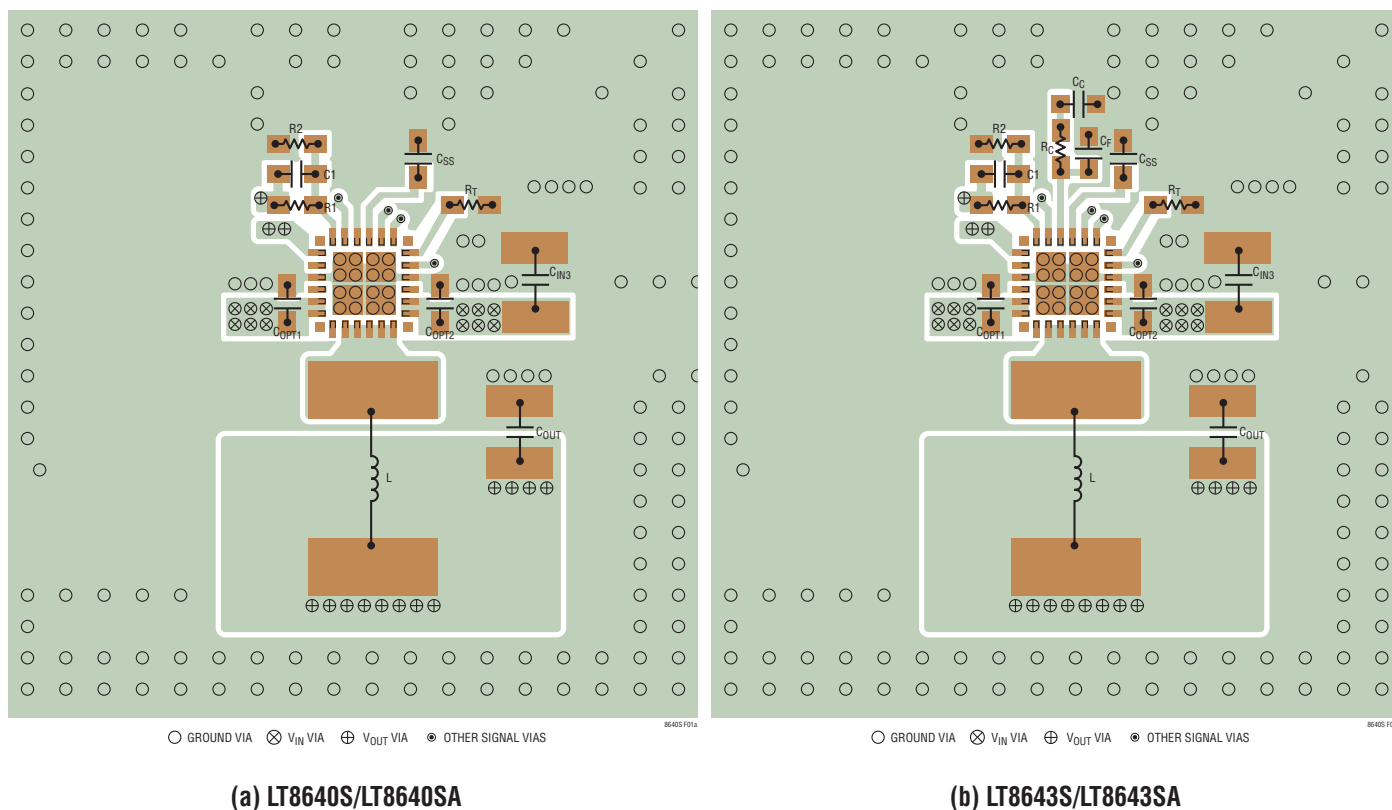 R2
C1
R1
CSS
RT
CIN3
COPT1
COPT2
COUT
L
8640S F01a
GROUND VIA VIN VIA VOUT VIA OTHER SIGNAL VIAS
(a) LT8640S/LT8640SA
CC
R2
RC
CF
C1
CSS
R1
RT
CIN3
COPT1
COPT2
COUT
L
8640S F0
GROUND VIA VIN VIA VOUT VIA OTHER SIGNAL VIAS
(b) LT8643S/LT8643SA